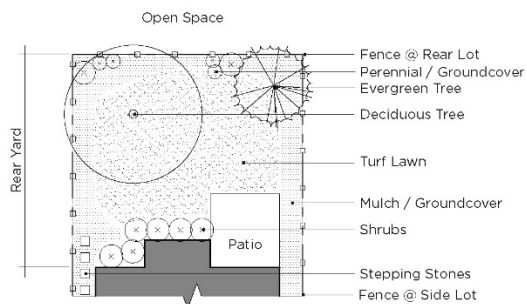 Open Space
Fence @ Rear Lot
Perennial / Groundcover
Evergreen Tree
Deciduous Tree
Rear Yard
Turf Lawn
Mulch / Groundcover
Shrubs
Patio
Stepping Stones
Fence @ Side Lot